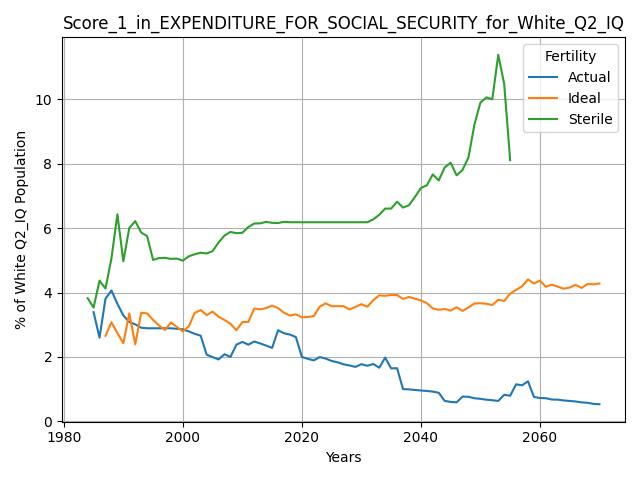 Score_1_in_EXPENDITURE_FOR_SOCIAL_SECURITY_for_White_Q2_IQ
Fertility
Actual
Ideal
Sterile
% of White Q2_IQ Population
10
8
6
4
2
0
1980
2000
2020
2040
2060
Years